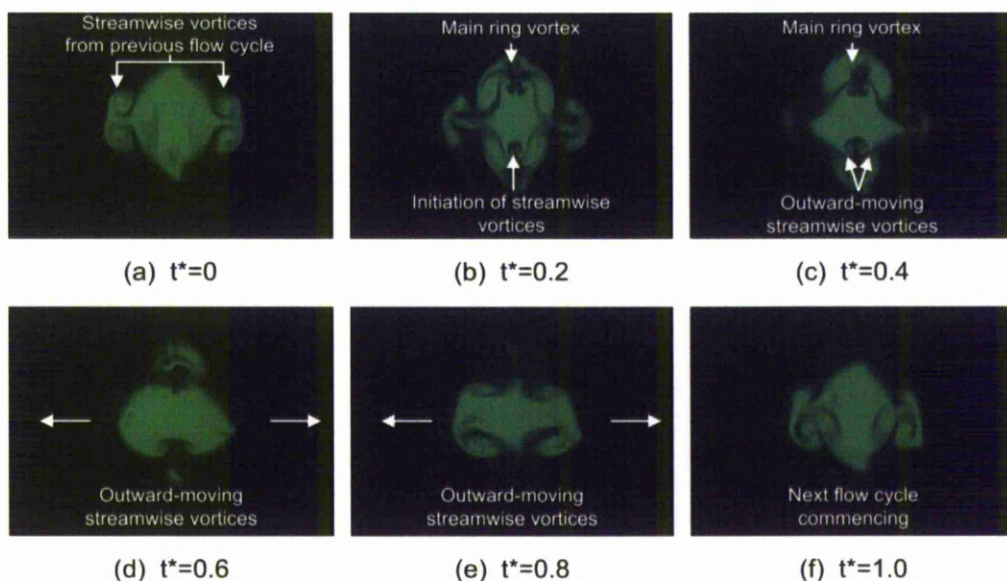 Streamwise vortices
from previous flow cycle
Main ring vortex
Initiation of streamwise
vortices
Main ring vortex
Outward-moving
streamwise vortices
(a) t*=0
(b) t*=0.2
(c) t*=0.4
Outward-moving
streamwise vortices
Outward-moving
streamwise vortices
Next flow cycle
commencing
(d) t*=0.6
(e) t*=0.8
(f) t*=1.0